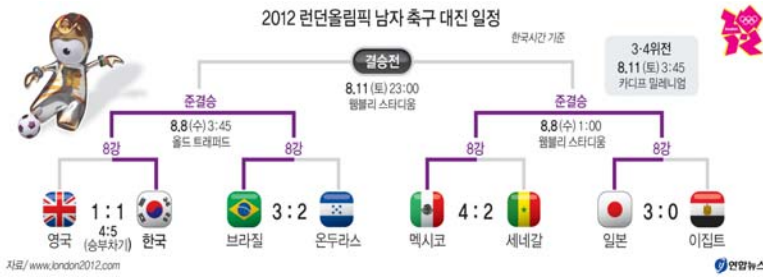 2012 런던올림픽 남자 축구 대진 일정
한국시간 기준
결승전
8.11 (토) 23:00
웸블리 스타디움
3·4위전
8.11 (토) 3:45
카디프 밀레니엄
준결승
8.8 (수) 3:45
올드 트래퍼드
준결승
8.8 (수) 1:00
웸블리 스타디움
8강
8강
8강
8강
1 : 1
4:5
(승부차기)
영국
한국
3 : 2
브라질
온두라스
4 : 2
멕시코
세네갈
3 : 0
일본
이집트
자료/ www.london2012.com
연합뉴스